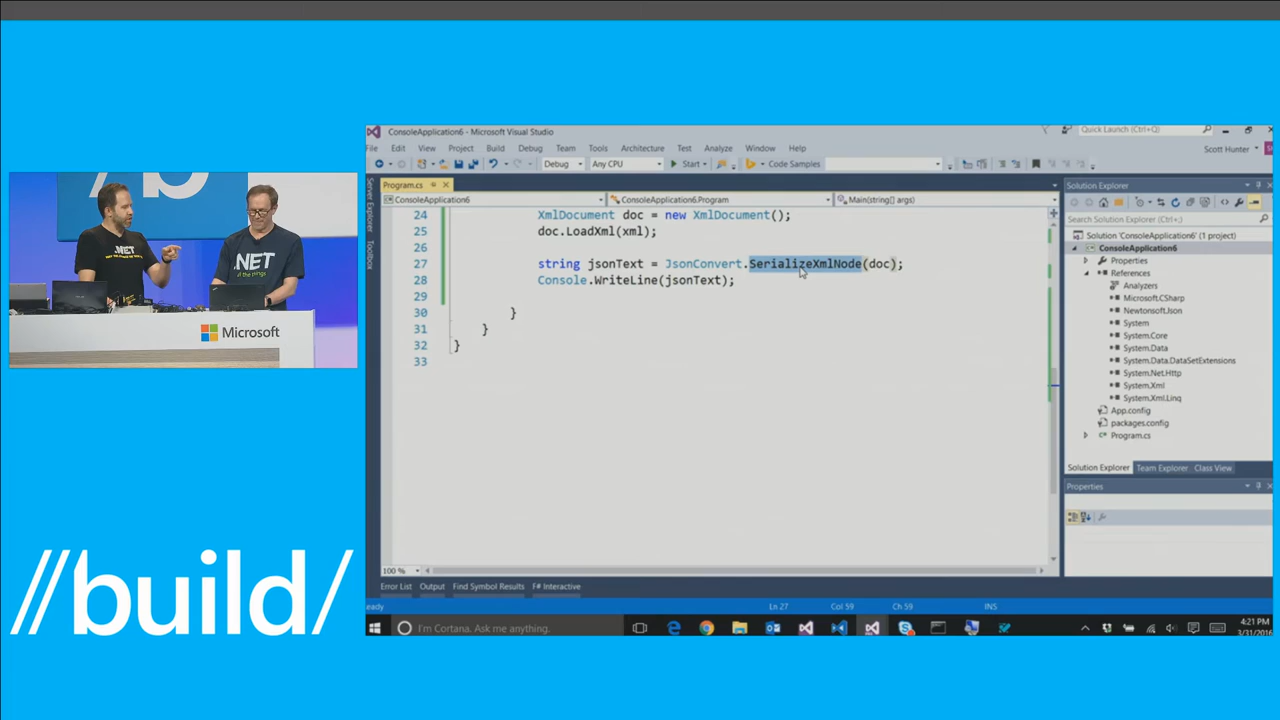 /b
.NET
.NET
Microsoft
//build/
ConsoleApplication6 - Microsoft Visual Studio
Quick Launch (Ctrl+Q)
File Edit View Project Build Debug Team Tools Architecture Test Analyze Window Help
Scott Hunter
Debug Any CPU Start Code Samples
Server Explorer
Toolbox
Program.cs
ConsoleApplication6 ConsoleApplication6.Program Main(string[] args)
24 XmlDocument doc = new XmlDocument();
25 doc.LoadXml(xml);
26
27 string jsonText = JsonConvert.SerializeXmlNode(doc);
28 Console.WriteLine(jsonText);
29
30 }
31 }
32 }
33
100 %
Solution Explorer
Search Solution Explorer (Ctrl+;)
Solution 'ConsoleApplication6' (1 project)
ConsoleApplication6
Properties
References
Analyzers
Microsoft.CSharp
Newtonsoft.Json
System
System.Core
System.Data
System.Data.DataSetExtensions
System.Net.Http
System.Xml
System.Xml.Linq
App.config
packages.config
Program.cs
Solution Explorer Team Explorer Class View
Properties
Error List Output Find Symbol Results F# Interactive
eady Ln 27 Col 59 Ch 59 INS
I'm Cortana. Ask me anything.
4:21 PM
3/31/2016